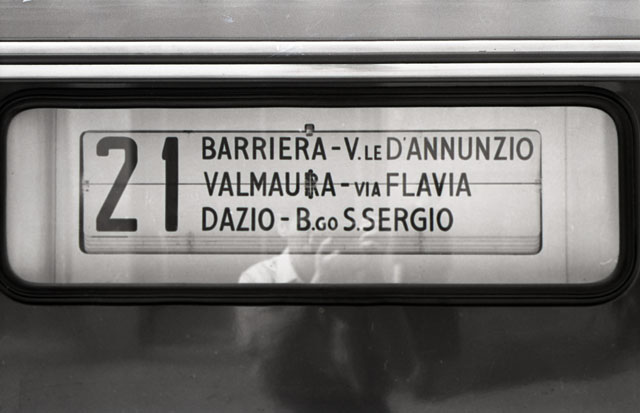 21
BARRIERA - V.LE D'ANNUNZIO
VALMAURA - VIA FLAVIA
DAZIO - B.GO S.SERGIO